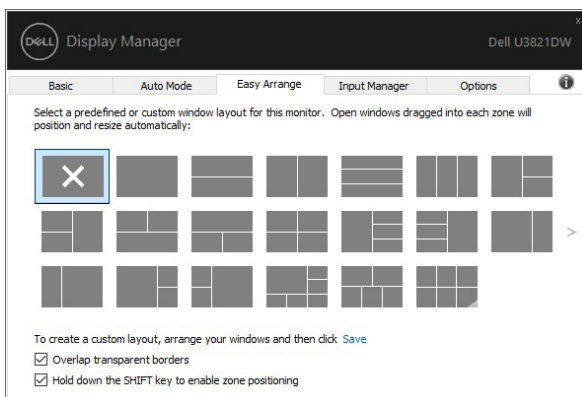 DELL Display Manager
Dell U3821DW
x
Basic
Auto Mode
Easy Arrange
Input Manager
Options
i
Select a predefined or custom window layout for this monitor. Open windows dragged into each zone will
position and resize automatically:
>
To create a custom layout, arrange your windows and then click Save
Overlap transparent borders
Hold down the SHIFT key to enable zone positioning